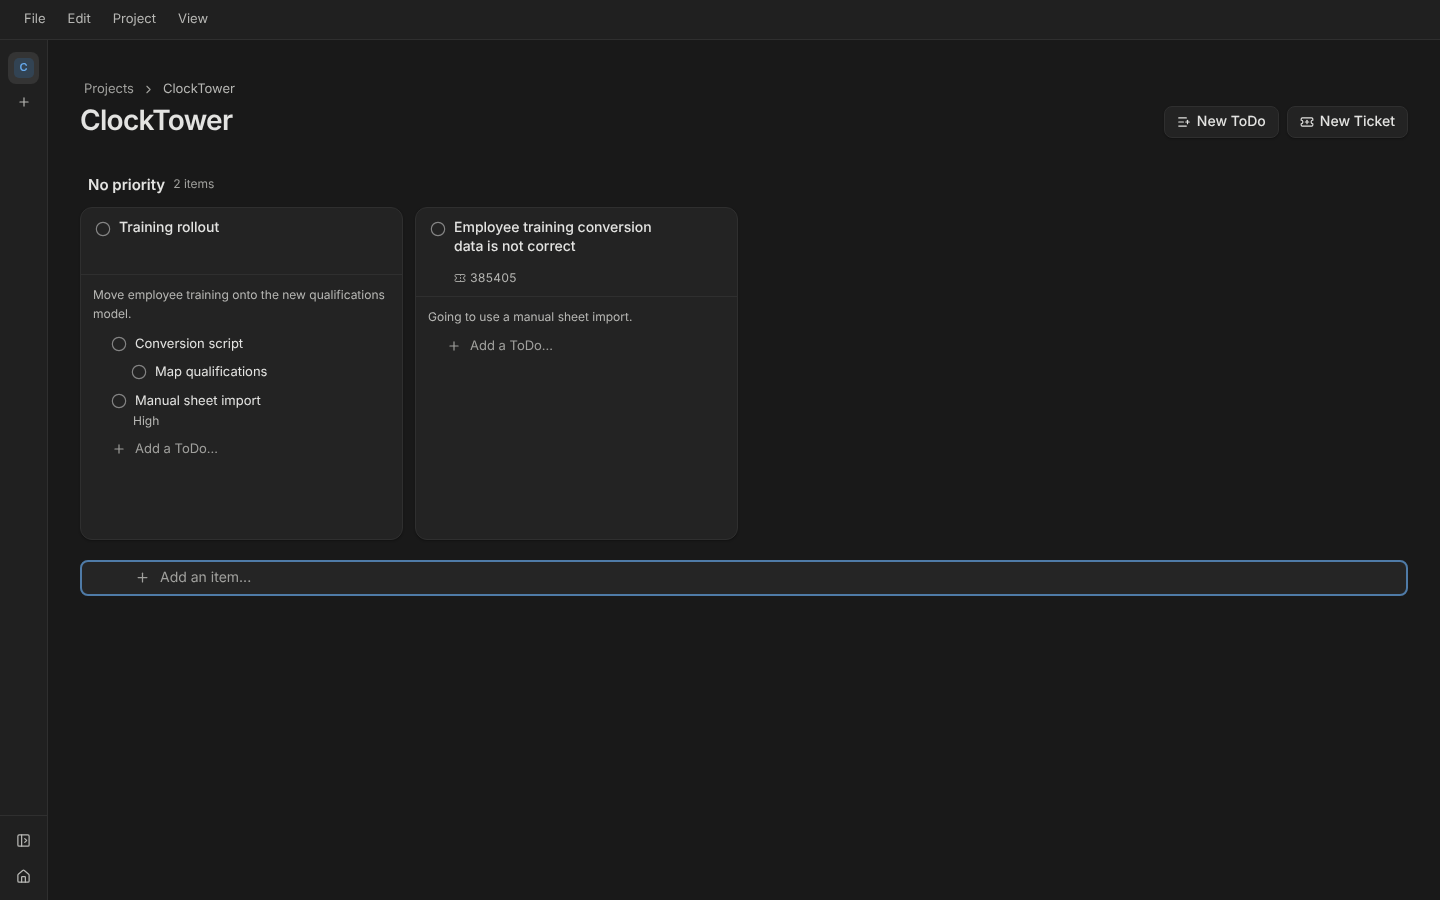 File Edit Project View
C
Projects > ClockTower
ClockTower
New ToDo
New Ticket
No priority 2 items
Training rollout
Move employee training onto the new qualifications
model.
Conversion script
Map qualifications
Manual sheet import
High
Add a ToDo...
Employee training conversion
data is not correct
385405
Going to use a manual sheet import.
Add a ToDo...
Add an item...